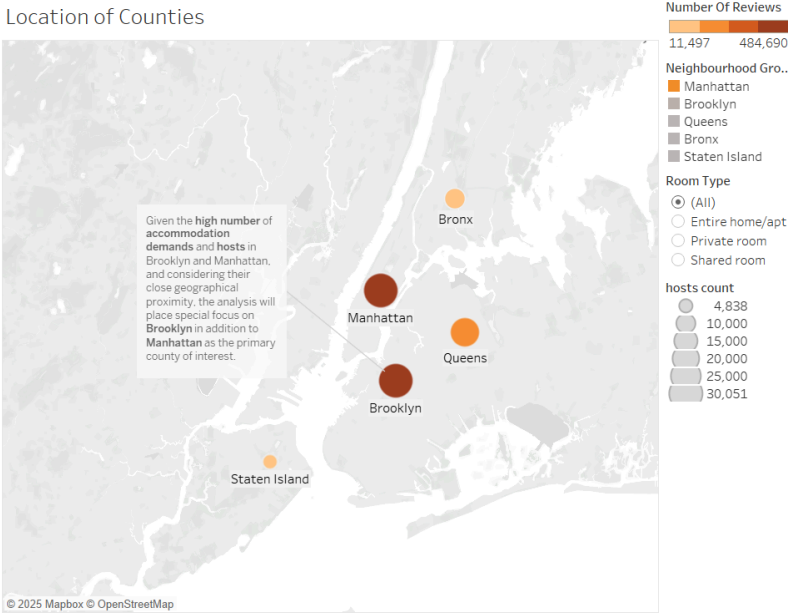 Location of Counties
Number Of Reviews
11,497 484,690
Neighbourhood Gro..
Manhattan
Brooklyn
Queens
Bronx
Staten Island
Room Type
(All)
Entire home/apt
Private room
Shared room
hosts count
4,838
10,000
15,000
20,000
25,000
30,051
Bronx
Given the high number of
accommodation
demands and hosts in
Brooklyn and Manhattan,
and considering their
close geographical
proximity, the analysis will
place special focus on
Brooklyn in addition to
Manhattan as the primary
county of interest.
Manhattan
Queens
Brooklyn
Staten Island
© 2025 Mapbox © OpenStreetMap